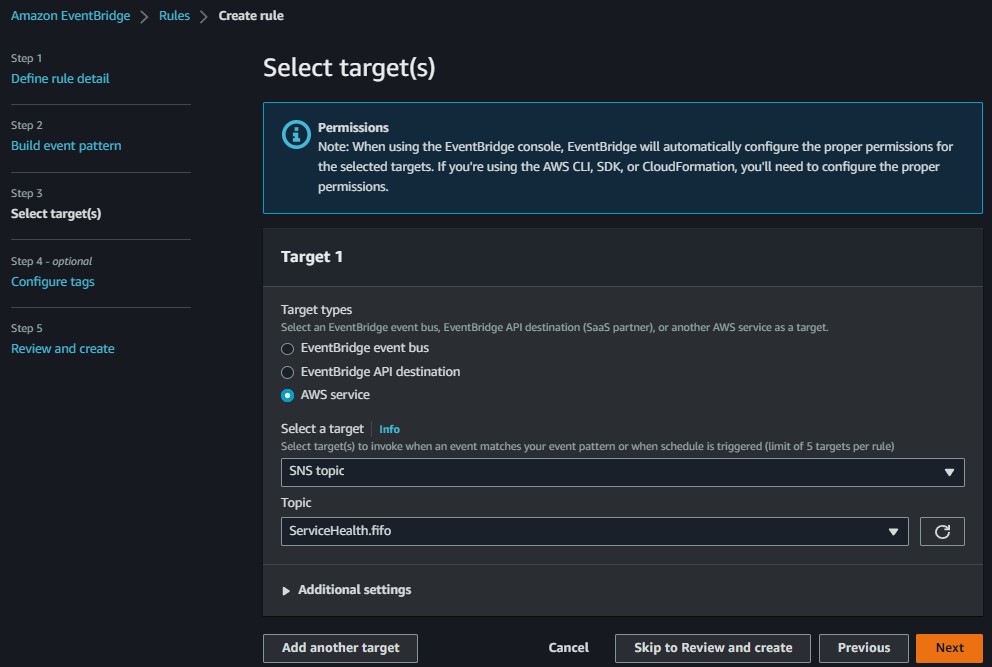 Amazon EventBridge > Rules > Create rule
Step 1
Define rule detail
Step 2
Build event pattern
Step 3
Select target(s)
Step 4 - optional
Configure tags
Step 5
Review and create
Select target(s)
Permissions
Note: When using the EventBridge console, EventBridge will automatically configure the proper permissions for
the selected targets. If you're using the AWS CLI, SDK, or CloudFormation, you'll need to configure the proper
permissions.
Target 1
Target types
Select an EventBridge event bus, EventBridge API destination (SaaS partner), or another AWS service as a target.
EventBridge event bus
EventBridge API destination
AWS service
Select a target Info
Select target(s) to invoke when an event matches your event pattern or when schedule is triggered (limit of 5 targets per rule)
SNS topic
Topic
ServiceHealth.fifo
Additional settings
Add another target Cancel Skip to Review and create Previous Next